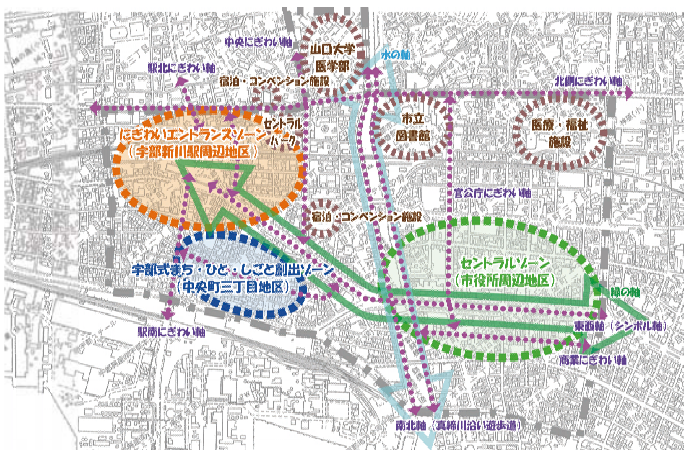 山口大学
医学部
中央にぎわい軸
水の軸
駅北にぎわい軸
宿泊・コンベンション施設
北側にぎわい軸
セントラル
パーク
市立
図書館
医療・福祉
施設
にぎわいエントランスゾーン
（宇部新川駅周辺地区）
官公庁にぎわい軸
宿泊・コンベンション施設
宇部式まち・ひと・しごと創出ゾーン
（中央町三丁目地区）
セントラルゾーン
（市役所周辺地区）
緑の軸
駅南にぎわい軸
東西軸（シンボル軸）
商業にぎわい軸
南北軸（真締川沿い遊歩道）